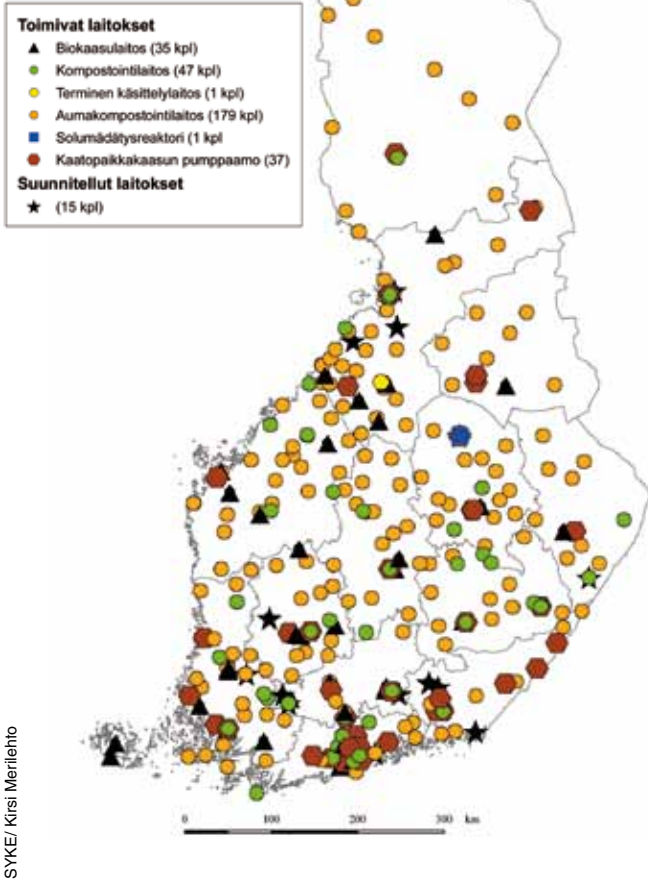 Toimivat laitokset
Biokaasulaitos (35 kpl)
Kompostointilaitos (47 kpl)
Terminen käsittelylaitos (1 kpl)
Aumakompostointilaitos (179 kpl)
Solumädätysreaktori (1 kpl
Kaatopaikkakaasun pumppaamo (37)
Suunnitellut laitokset
(15 kpl)
0 100 200 300 km
SYKE/ Kirsi Merilehto